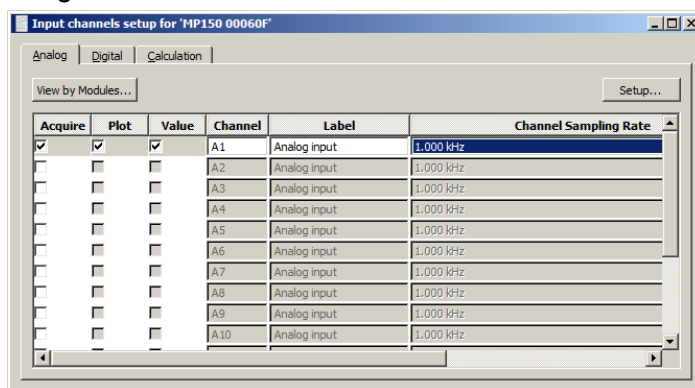 Input channels setup for 'MP150 00060F'
Analog Digital Calculation
View by Modules... Setup...
Acquire Plot Value Channel Label Channel Sampling Rate
A1 Analog input 1.000 kHz
A2 Analog input 1.000 kHz
A3 Analog input 1.000 kHz
A4 Analog input 1.000 kHz
A5 Analog input 1.000 kHz
A6 Analog input 1.000 kHz
A7 Analog input 1.000 kHz
A8 Analog input 1.000 kHz
A9 Analog input 1.000 kHz
A10 Analog input 1.000 kHz